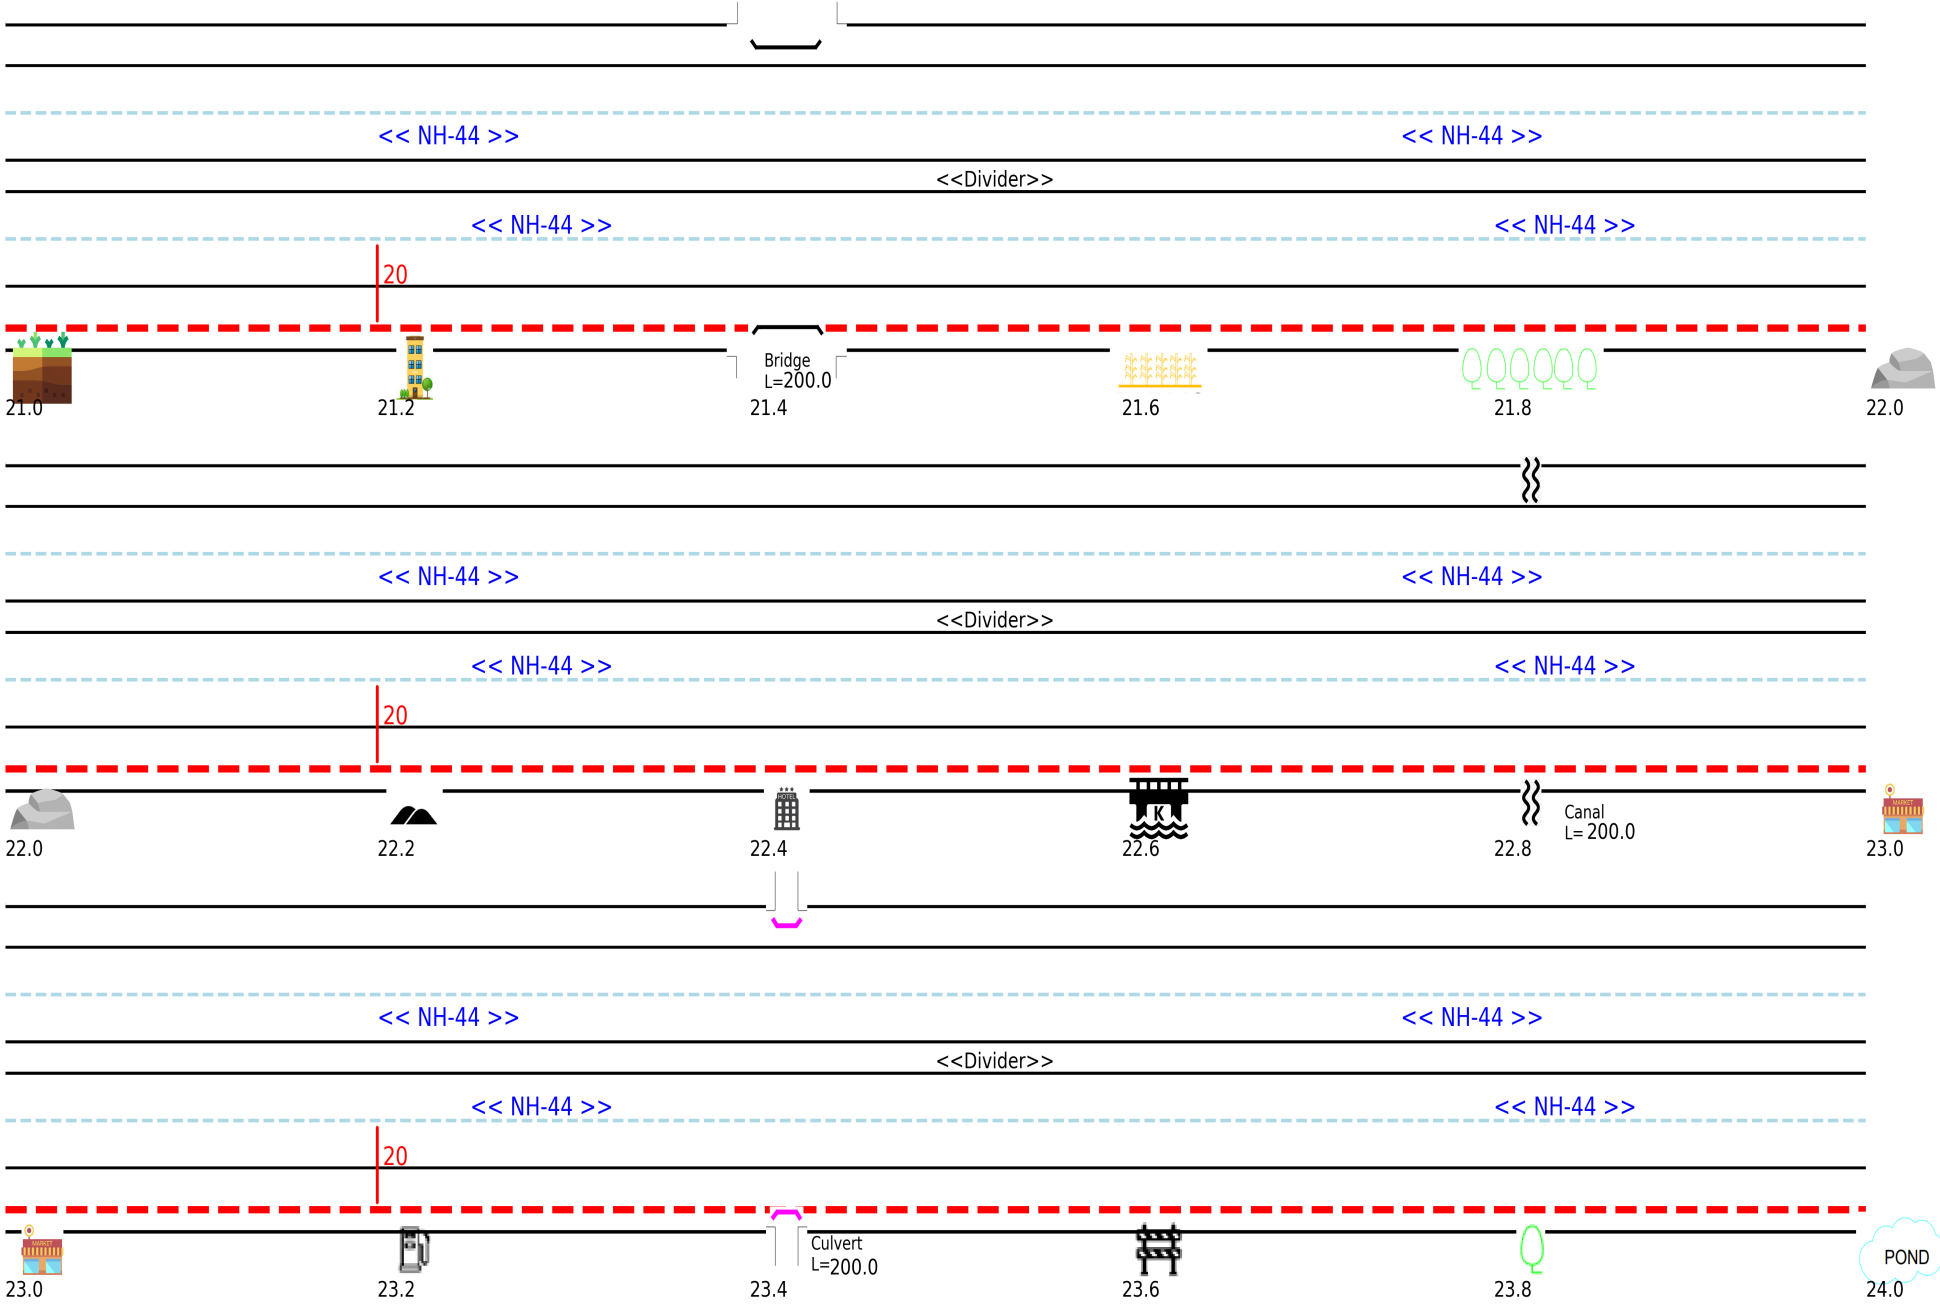 << NH-44 >> << NH-44 >>
<<Divider>>
<< NH-44 >> << NH-44 >>
20
Bridge
L=200.0
21.0 21.2 21.4 21.6 21.8 22.0
<< NH-44 >> << NH-44 >>
<<Divider>>
<< NH-44 >> << NH-44 >>
20
HOTEL
MARKET
K
Canal
L= 200.0
22.0 22.2 22.4 22.6 22.8 23.0
<< NH-44 >> << NH-44 >>
<<Divider>>
<< NH-44 >> << NH-44 >>
20
MARKET
Culvert
L=200.0
POND
23.0 23.2 23.4 23.6 23.8 24.0